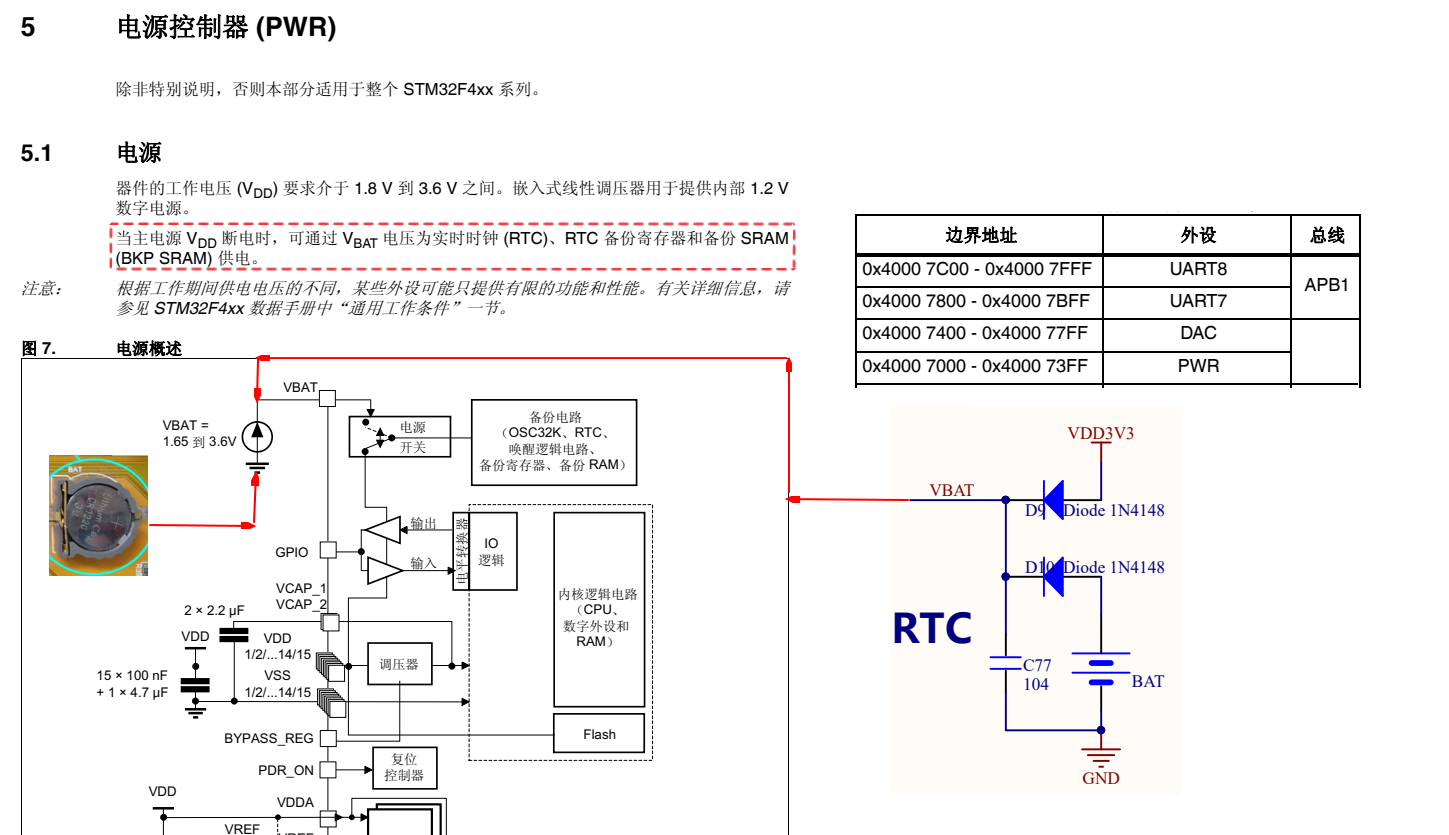 5 电源控制器 (PWR)
除非特别说明，否则本部分适用于整个 STM32F4xx 系列。
5.1 电源
器件的工作电压 (VDD) 要求介于 1.8 V 到 3.6 V 之间。嵌入式线性调压器用于提供内部 1.2 V
数字电源。
当主电源 VDD 断电时，可通过 VBAT 电压为实时时钟 (RTC)、RTC 备份寄存器和备份 SRAM
(BKP SRAM) 供电。
注意： 根据工作期间供电电压的不同，某些外设可能只提供有限的功能和性能。有关详细信息，请
参见 STM32F4xx 数据手册中“通用工作条件”一节。
图 7. 电源概述
VBAT
VBAT =
1.65 到 3.6V
BAT
电源
开关
备份电路
（OSC32K、RTC、
唤醒逻辑电路、
备份寄存器、备份 RAM）
GPIO
输出
输入
电平转换器
IO
逻辑
内核逻辑电路
（CPU、
数字外设和
RAM）
VCAP_1
VCAP_2
2 × 2.2 µF
VDD
VDD
1/2/...14/15
调压器
15 × 100 nF
+ 1 × 4.7 µF
VSS
1/2/...14/15
Flash
BYPASS_REG
PDR_ON
复位
控制器
VDD
VDDA
VREF
边界地址 外设 总线
0x4000 7C00 - 0x4000 7FFF UART8 APB1
0x4000 7800 - 0x4000 7BFF UART7
0x4000 7400 - 0x4000 77FF DAC
0x4000 7000 - 0x4000 73FF PWR
VDD3V3
VBAT
D9 Diode 1N4148
D10 Diode 1N4148
RTC
C77
104
BAT
GND